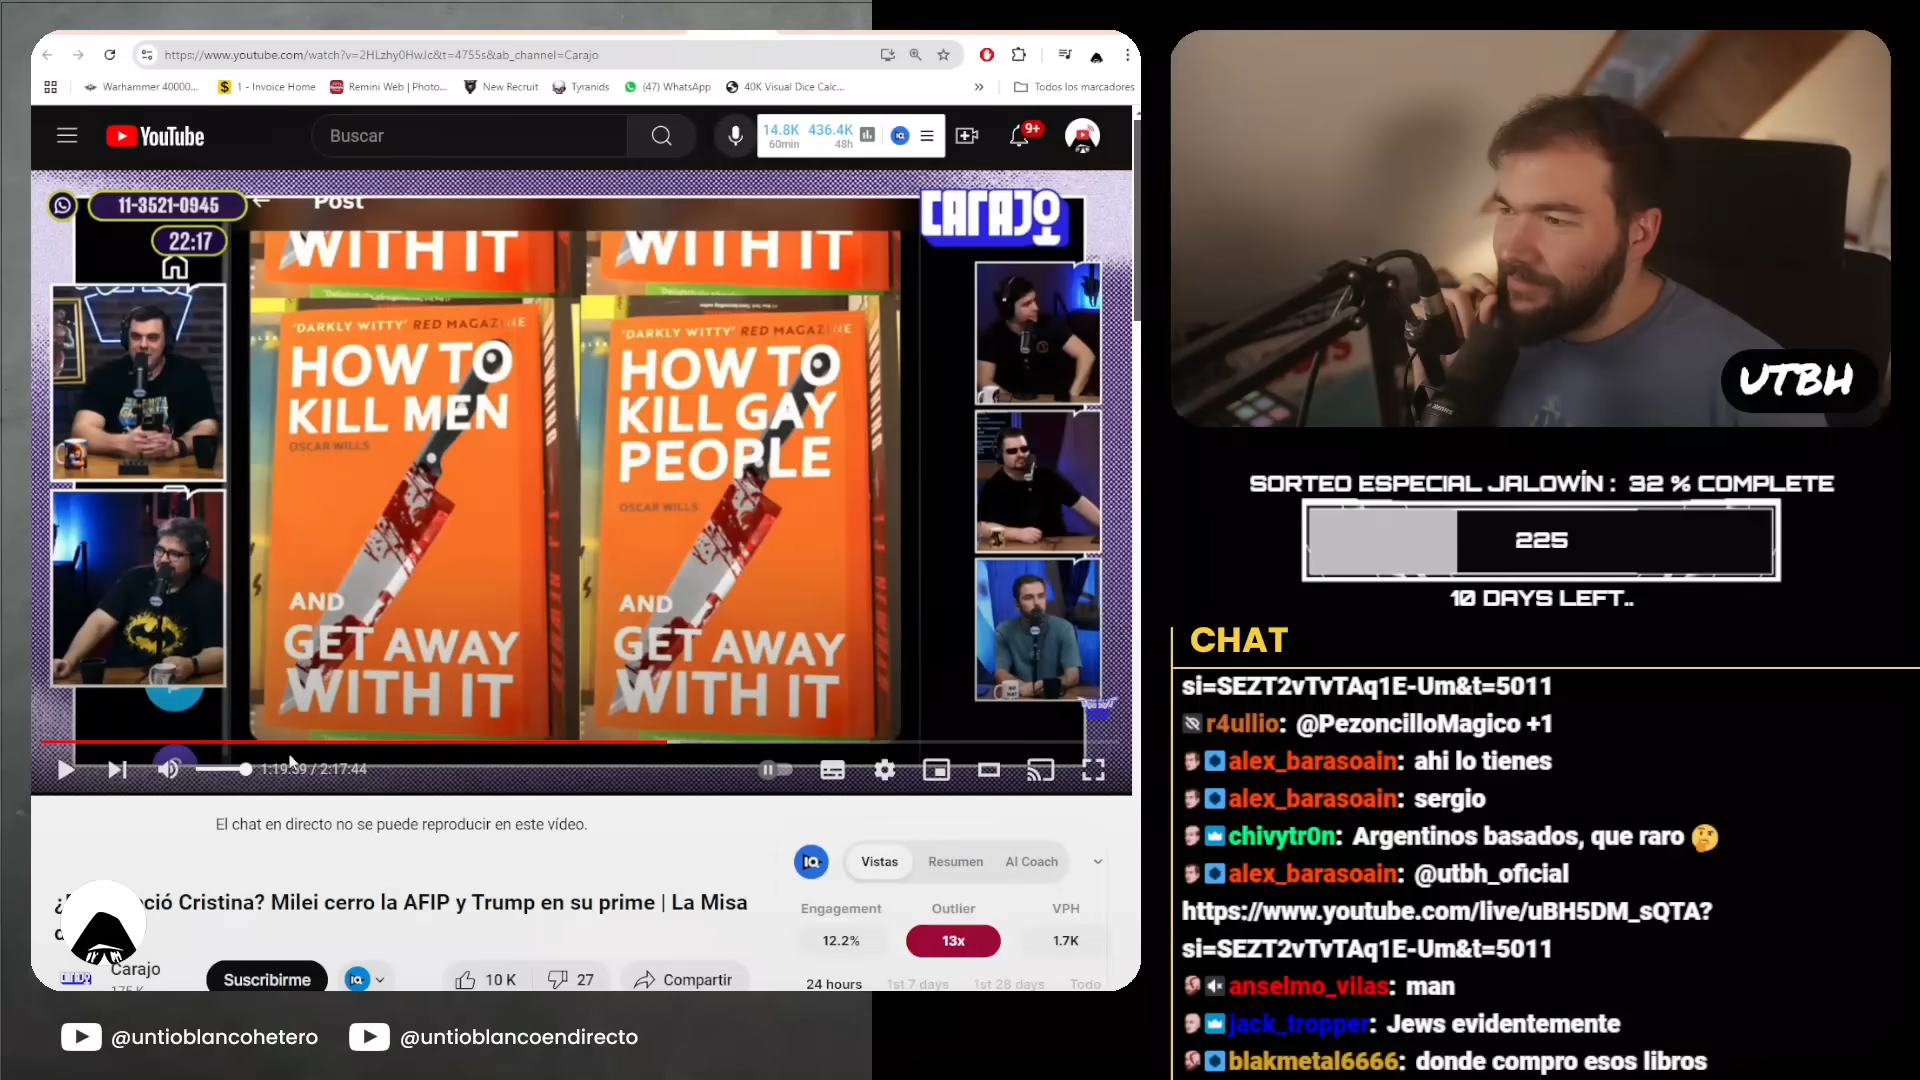 https://www.youtube.com/watch?v=2HLzhy0HwJc&t=4755s&ab_channel=Carajo
Warhammer 40000...
1 - Invoice Home
Remini Web | Photo...
New Recruit
Tyranids
(47) WhatsApp
40K Visual Dice Calc...
»
Todos los marcadores
YouTube
Buscar
14.8K 436.4K
60min 48h
9+
11-3521-0945
22:17
Post
CARAJO
WITH IT
WITH IT
'DARKLY WITTY' RED MAGAZINE
HOW TO
KILL MEN
OSCAR WILLS
AND
GET AWAY
WITH IT
'DARKLY WITTY' RED MAGAZINE
HOW TO
KILL GAY
PEOPLE
OSCAR WILLS
AND
GET AWAY
WITH IT
1:19:39 / 2:17:44
El chat en directo no se puede reproducir en este vídeo.
Vistas Resumen AI Coach
ció Cristina? Milei cerro la AFIP y Trump en su prime | La Misa
Engagement Outlier VPH
12.2% 13x 1.7K
Carajo
Suscribirme
10 K
27
Compartir
24 hours 1st 7 days 1st 28 days Todo
@untioblancohetero
@untioblancoendirecto
UTBH
SORTEO ESPECIAL JALOWÍN : 32 % COMPLETE
225
10 DAYS LEFT..
CHAT
si=SEZT2vTvTAq1E-Um&t=5011
r4ullio: @PezoncilloMagico +1
alex_barasoain: ahi lo tienes
alex_barasoain: sergio
chivytr0n: Argentinos basados, que raro 🤔
alex_barasoain: @utbh_oficial
https://www.youtube.com/live/uBH5DM_sQTA?
si=SEZT2vTvTAq1E-Um&t=5011
anselmo_vilas: man
jack_tropper: Jews evidentemente
blakmetal6666: donde compro esos libros